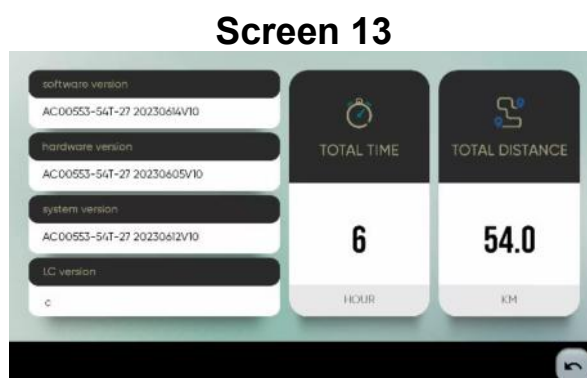 Screen 13
software version
AC00553-54T-27 20230614V10
hardware version
AC00553-54T-27 20230605V10
system version
AC00553-54T-27 20230612V10
LC version
c
TOTAL TIME
6
HOUR
TOTAL DISTANCE
54.0
KM